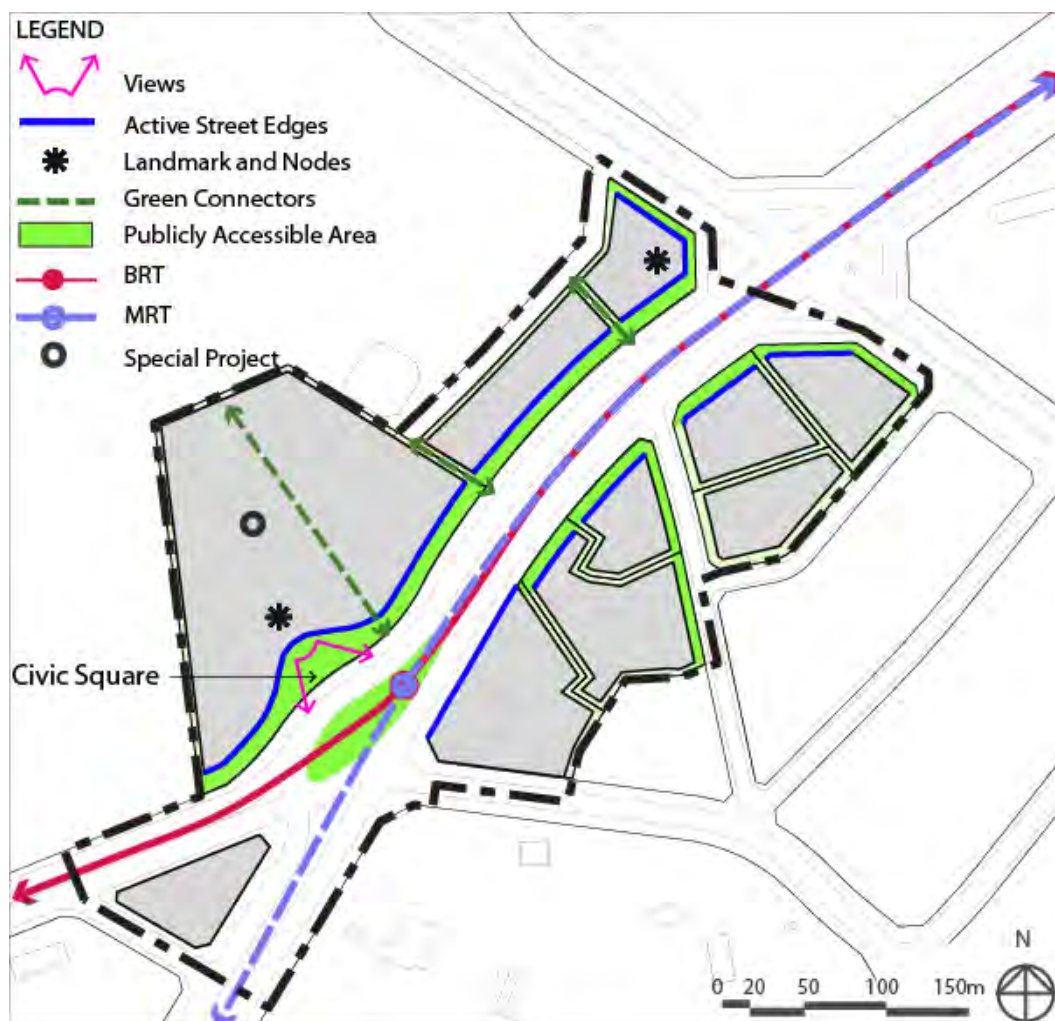 LEGEND
Views
Active Street Edges
Landmark and Nodes
Green Connectors
Publicly Accessible Area
BRT
MRT
Special Project
Civic Square
N
0 20 50 100 150m